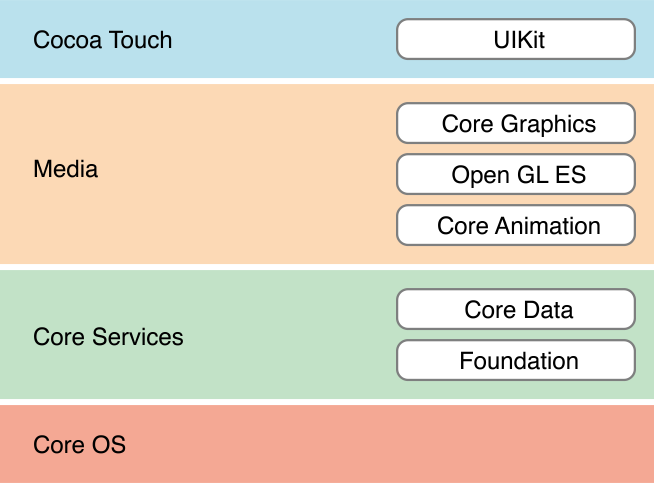 Cocoa Touch
UIKit
Media
Core Graphics
Open GL ES
Core Animation
Core Services
Core Data
Foundation
Core OS